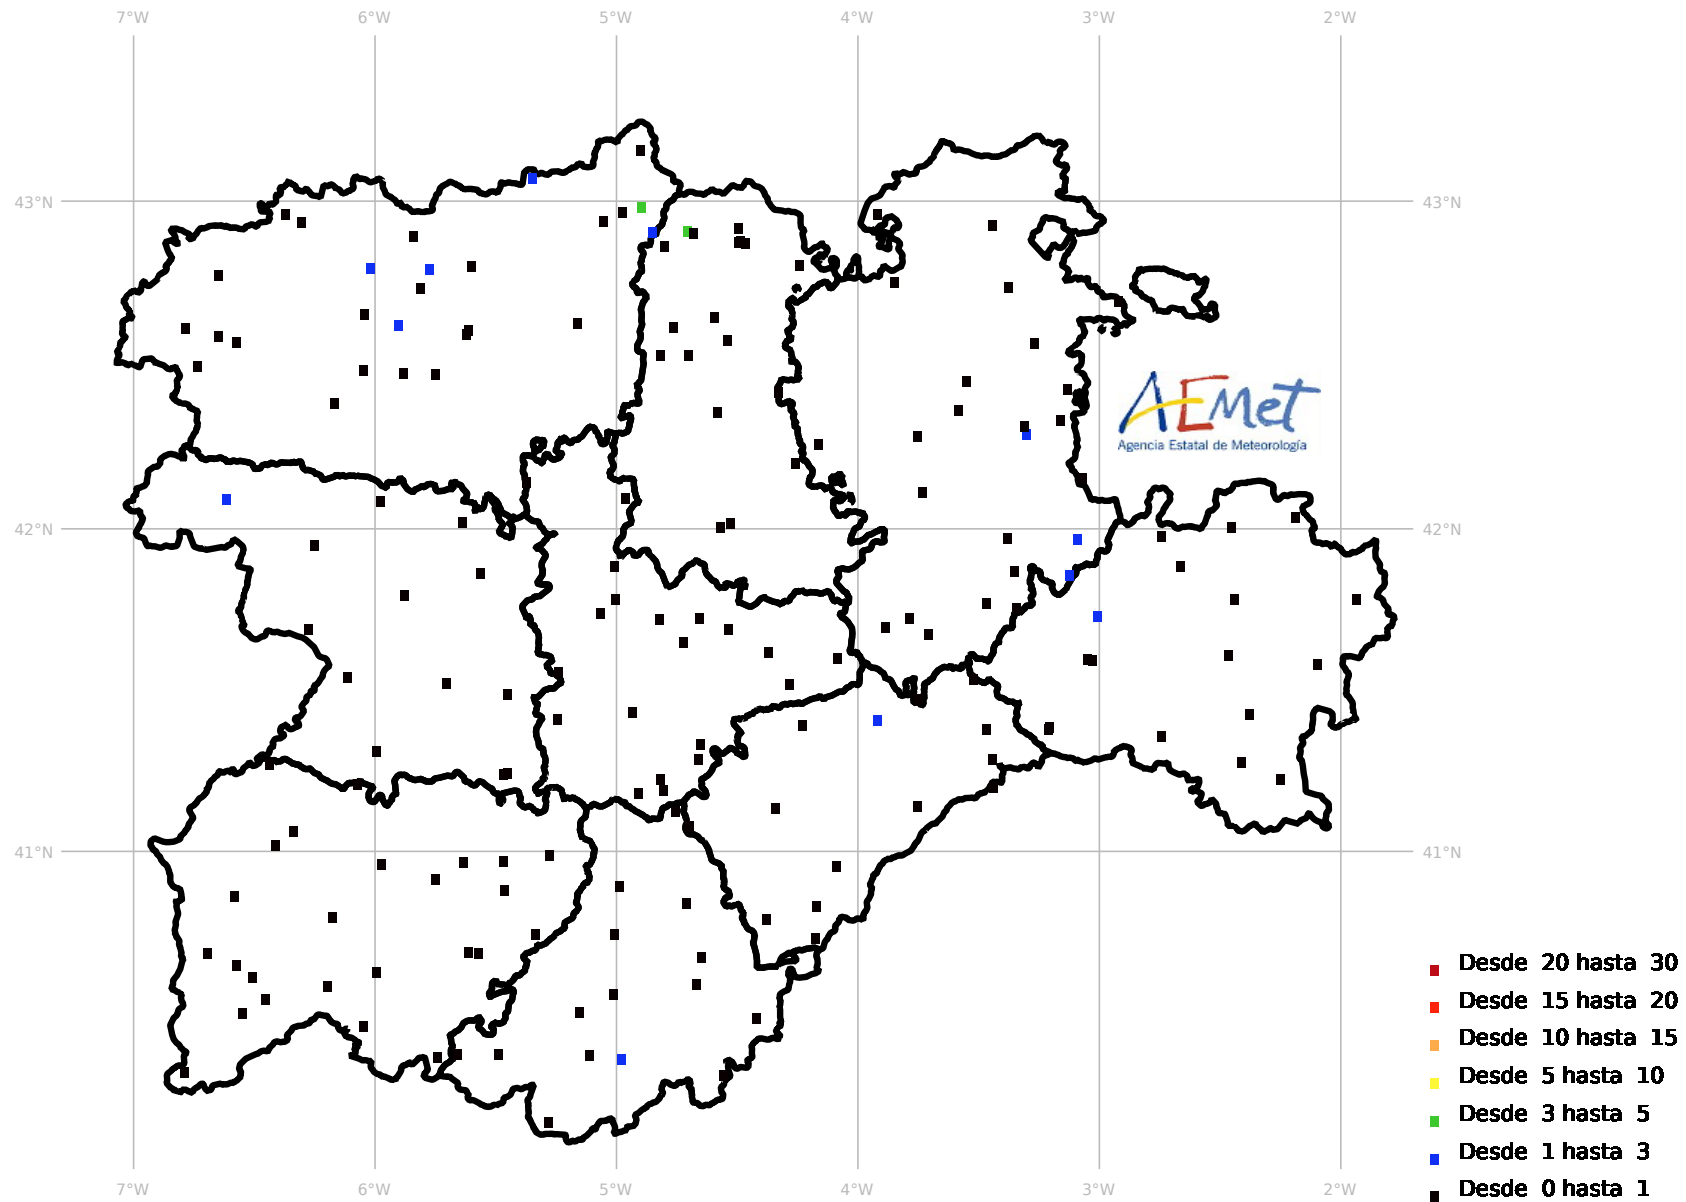 7°W 6°W 5°W 4°W 3°W 2°W
43°N 43°N
AEMet
Agencia Estatal de Meteorología
42°N 42°N
41°N 41°N
Desde 20 hasta 30
Desde 15 hasta 20
Desde 10 hasta 15
Desde 5 hasta 10
Desde 3 hasta 5
Desde 1 hasta 3
Desde 0 hasta 1
7°W 6°W 5°W 4°W 3°W 2°W